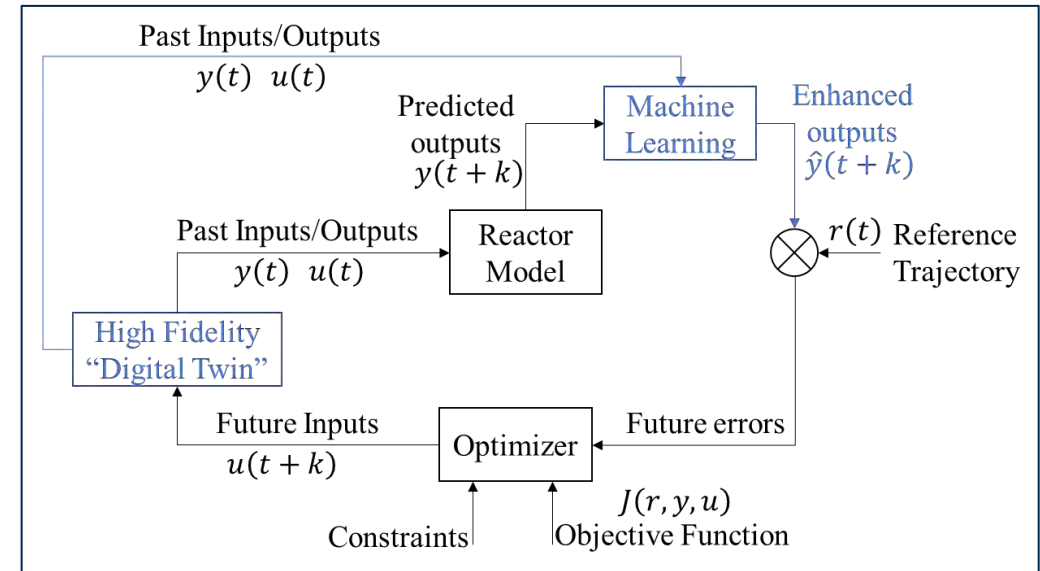 Past Inputs/Outputs
y(t) u(t)
Predicted
outputs
y(t + k)
Machine
Learning
Enhanced
outputs
ŷ(t + k)
Past Inputs/Outputs
y(t) u(t)
Reactor
Model
r(t) Reference
Trajectory
High Fidelity
“Digital Twin”
Future Inputs
u(t + k)
Optimizer
Future errors
J(r, y, u)
Constraints
Objective Function